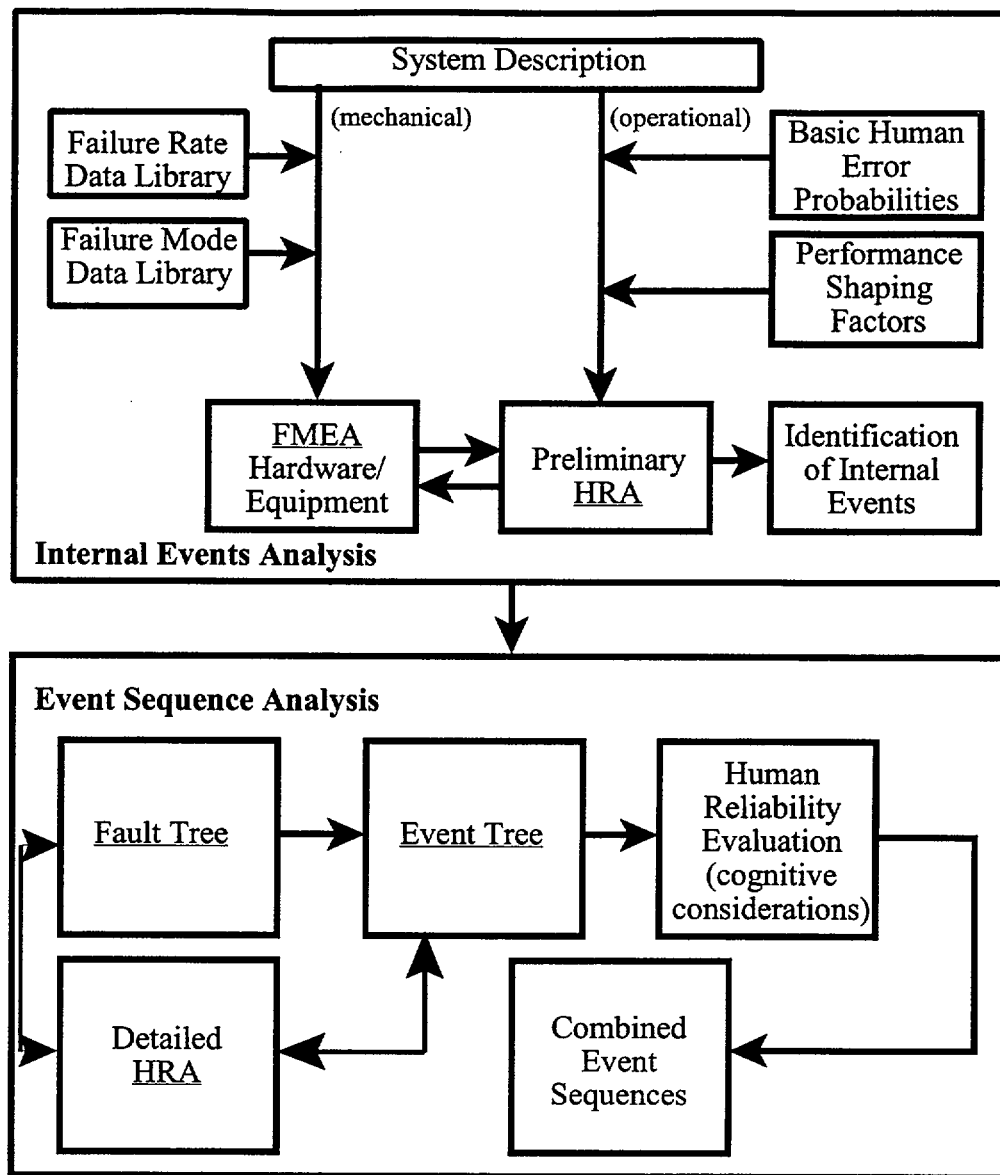 System Description
(mechanical)
(operational)
Failure Rate
Data Library
Failure Mode
Data Library
Basic Human
Error
Probabilities
Performance
Shaping
Factors
FMEA
Hardware/
Equipment
Preliminary
HRA
Identification
of Internal
Events
Internal Events Analysis
Event Sequence Analysis
Fault Tree
Event Tree
Human
Reliability
Evaluation
(cognitive
considerations)
Detailed
HRA
Combined
Event
Sequences